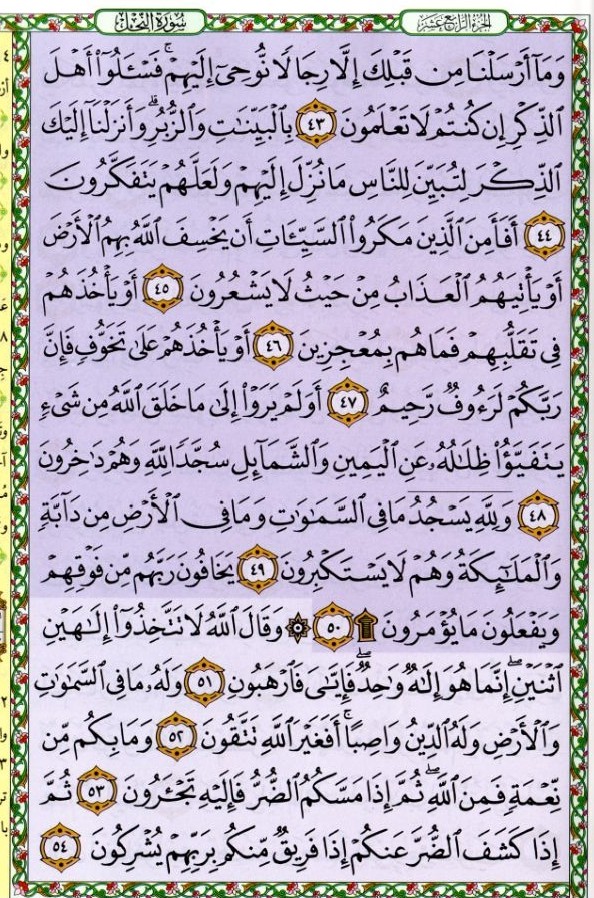 الجزء الرابع عشر
سورة النحل
وَمَآ أَرْسَلْنَا مِن قَبْلِكَ إِلَّا رِجَالًا نُّوحِىٓ إِلَيْهِمْ ۚ فَسْـَٔلُوٓا۟ أَهْلَ
ٱلذِّكْرِ إِن كُنتُمْ لَا تَعْلَمُونَ ٤٣ بِٱلْبَيِّنَـٰتِ وَٱلزُّبُرِ ۗ وَأَنزَلْنَآ إِلَيْكَ
ٱلذِّكْرَ لِتُبَيِّنَ لِلنَّاسِ مَا نُزِّلَ إِلَيْهِمْ وَلَعَلَّهُمْ يَتَفَكَّرُونَ
٤٤ أَفَأَمِنَ ٱلَّذِينَ مَكَرُوا۟ ٱلسَّيِّـَٔاتِ أَن يَخْسِفَ ٱللَّهُ بِهِمُ ٱلْأَرْضَ
أَوْ يَأْتِيَهُمُ ٱلْعَذَابُ مِنْ حَيْثُ لَا يَشْعُرُونَ ٤٥ أَوْ يَأْخُذَهُمْ
فِى تَقَلُّبِهِمْ فَمَا هُم بِمُعْجِزِينَ ٤٦ أَوْ يَأْخُذَهُمْ عَلَىٰ تَخَوُّفٍ فَإِنَّ
رَبَّكُمْ لَرَءُوفٌ رَّحِيمٌ ٤٧ أَوَلَمْ يَرَوْا۟ إِلَىٰ مَا خَلَقَ ٱللَّهُ مِن شَىْءٍ
يَتَفَيَّؤُا۟ ظِلَـٰلُهُۥ عَنِ ٱلْيَمِينِ وَٱلشَّمَآئِلِ سُجَّدًا لِّلَّهِ وَهُمْ دَٰخِرُونَ
٤٨ وَلِلَّهِ يَسْجُدُ مَا فِى ٱلسَّمَـٰوَٰتِ وَمَا فِى ٱلْأَرْضِ مِن دَآبَّةٍ
وَٱلْمَلَـٰٓئِكَةُ وَهُمْ لَا يَسْتَكْبِرُونَ ٤٩ يَخَافُونَ رَبَّهُم مِّن فَوْقِهِمْ
وَيَفْعَلُونَ مَا يُؤْمَرُونَ ۩ ٥٠ ۞ وَقَالَ ٱللَّهُ لَا تَتَّخِذُوٓا۟ إِلَـٰهَيْنِ
ٱثْنَيْنِ ۖ إِنَّمَا هُوَ إِلَـٰهٌ وَٰحِدٌ ۖ فَإِيَّـٰىَ فَٱرْهَبُونِ ٥١ وَلَهُۥ مَا فِى ٱلسَّمَـٰوَٰتِ
وَٱلْأَرْضِ وَلَهُ ٱلدِّينُ وَاصِبًا ۚ أَفَغَيْرَ ٱللَّهِ تَتَّقُونَ ٥٢ وَمَا بِكُم مِّن
نِّعْمَةٍ فَمِنَ ٱللَّهِ ۖ ثُمَّ إِذَا مَسَّكُمُ ٱلضُّرُّ فَإِلَيْهِ تَجْـَٔرُونَ ٥٣ ثُمَّ
إِذَا كَشَفَ ٱلضُّرَّ عَنكُمْ إِذَا فَرِيقٌ مِّنكُم بِرَبِّهِمْ يُشْرِكُونَ ٥٤